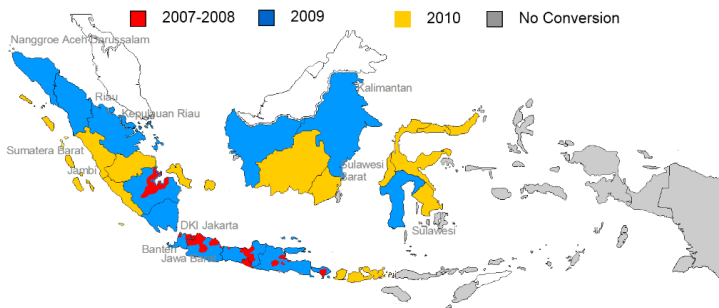 2007-2008 2009 2010 No Conversion
Nanggroe Aceh Darussalam
Riau
Kepulauan Riau
Kalimantan
Sumatera Barat
Jambi
Sulawesi
Barat
DKI Jakarta
Sulawesi
Banten
Jawa Barat